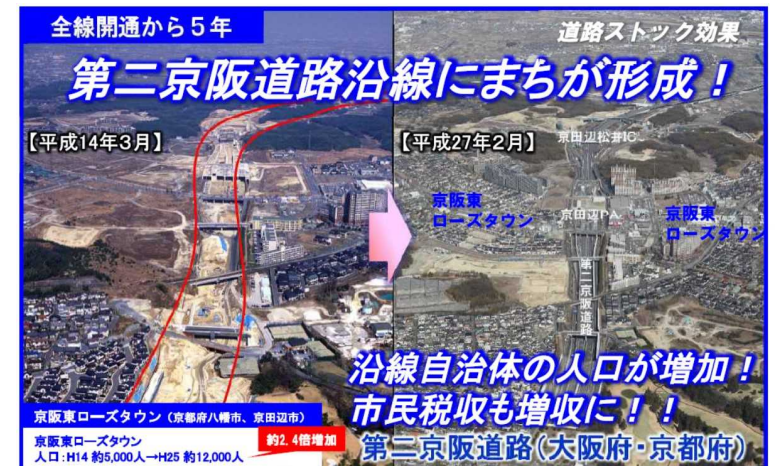 全線開通から5年
道路ストック効果
第二京阪道路沿線にまちが形成！
【平成14年3月】
【平成27年2月】
京田辺松井IC
京阪東
ローズタウン
京田辺PA
京阪東
ローズタウン
第二京阪道路
沿線自治体の人口が増加！
市民税収も増収に！！
京阪東ローズタウン（京都府八幡市、京田辺市）
京阪東ローズタウン
人口：H14 約5,000人→H25 約12,000人
約2.4倍増加
第二京阪道路（大阪府・京都府）